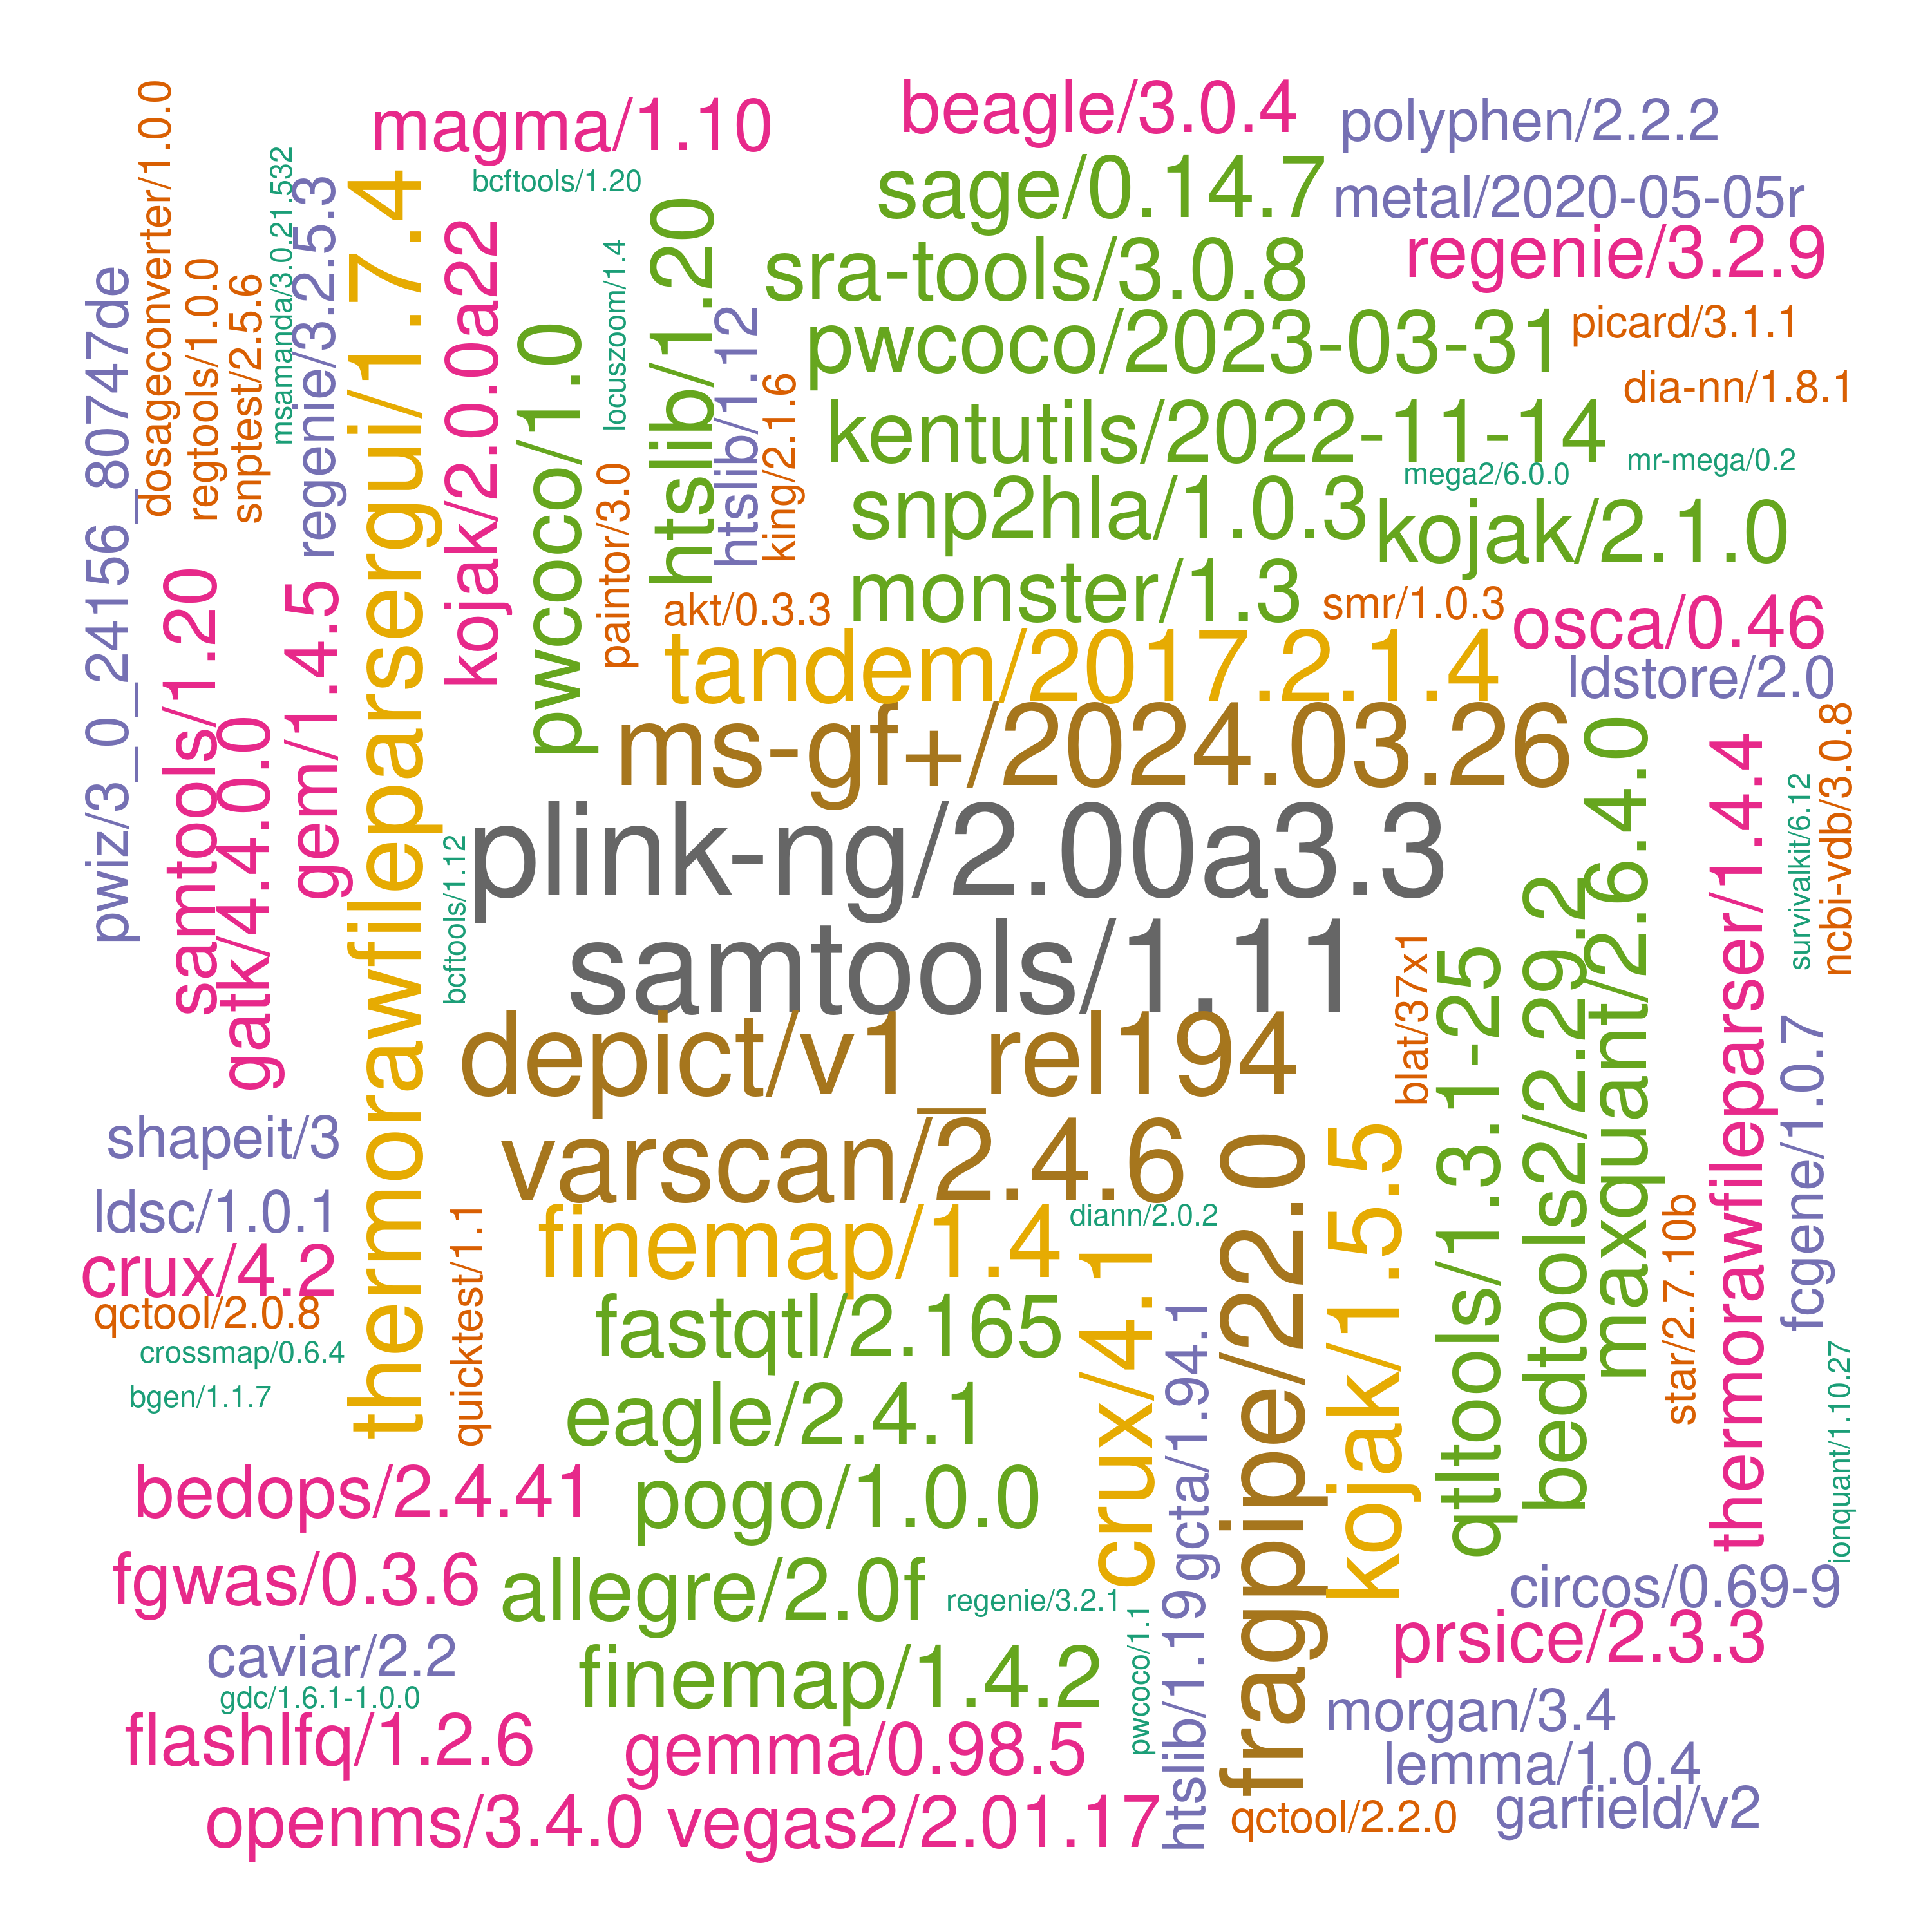 magma/1.10
beagle/3.0.4
polyphen/2.2.2
bcftools/1.20
sage/0.14.7
metal/2020-05-05r
regenie/3.2.9
sra-tools/3.0.8
picard/3.1.1
pwcoco/2023-03-31
dia-nn/1.8.1
kentutils/2022-11-14
mega2/6.0.0
mr-mega/0.2
snp2hla/1.0.3
kojak/2.1.0
monster/1.3
akt/0.3.3
smr/1.0.3
osca/0.46
tandem/2017.2.1.4
ldstore/2.0
ms-gf+/2024.03.26
plink-ng/2.00a3.3
samtools/1.11
depict/v1_rel194
varscan/2.4.6
shapeit/3
ldsc/1.0.1
diann/2.0.2
finemap/1.4
crux/4.2
qctool/2.0.8
fastqtl/2.165
crossmap/0.6.4
bgen/1.1.7
eagle/2.4.1
bedops/2.4.41
pogo/1.0.0
fgwas/0.3.6
allegre/2.0f
regenie/3.2.1
circos/0.69-9
prsice/2.3.3
caviar/2.2
finemap/1.4.2
gdc/1.6.1-1.0.0
morgan/3.4
flashlfq/1.2.6
gemma/0.98.5
lemma/1.0.4
openms/3.4.0
vegas2/2.01.17
qctool/2.2.0
garfield/v2
pwiz/3_0_24156_80747de
dosageconverter/1.0.0
regtools/1.0.0
snptest/2.5.6
msamanda/3.0.21.532
regenie/3.2.5.3
samtools/1.20
gatk/4.4.0.0
gem/1.4.5
thermorawfileparsergui/1.7.4
kojak/2.0.0a22
pwcoco/1.0
locuszoom/1.4
paintor/3.0
htslib/1.20
htslib/1.12
king/2.1.6
bcftools/1.12
quicktest/1.1
crux/4.1
gcta/1.94.1
htslib/1.19
pwcoco/1.1
fragpipe/22.0
kojak/1.5.5
blat/37x1
qtltools/1.3.1-25
bedtools2/2.29.2
maxquant/2.6.4.0
star/2.7.10b
thermorawfileparser/1.4.4
fcgene/1.0.7
survivalkit/6.12
ncbi-vdb/3.0.8
ionquant/1.10.27